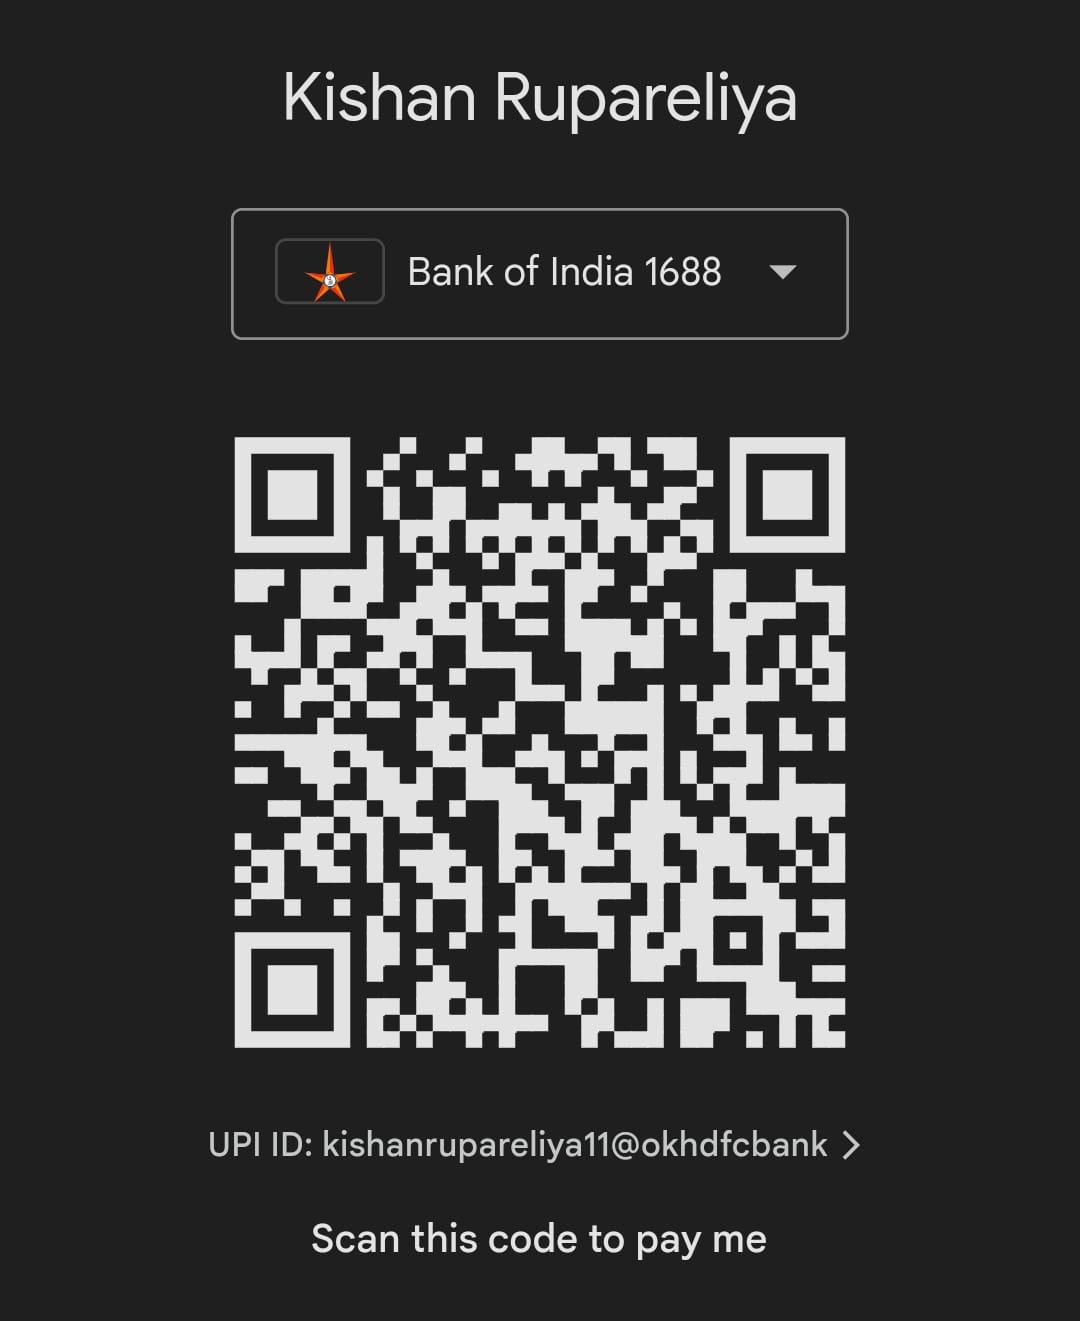 Kishan Rupareliya
Bank of India 1688
UPI ID: kishanrupareliya11@okhdfcbank
Scan this code to pay me